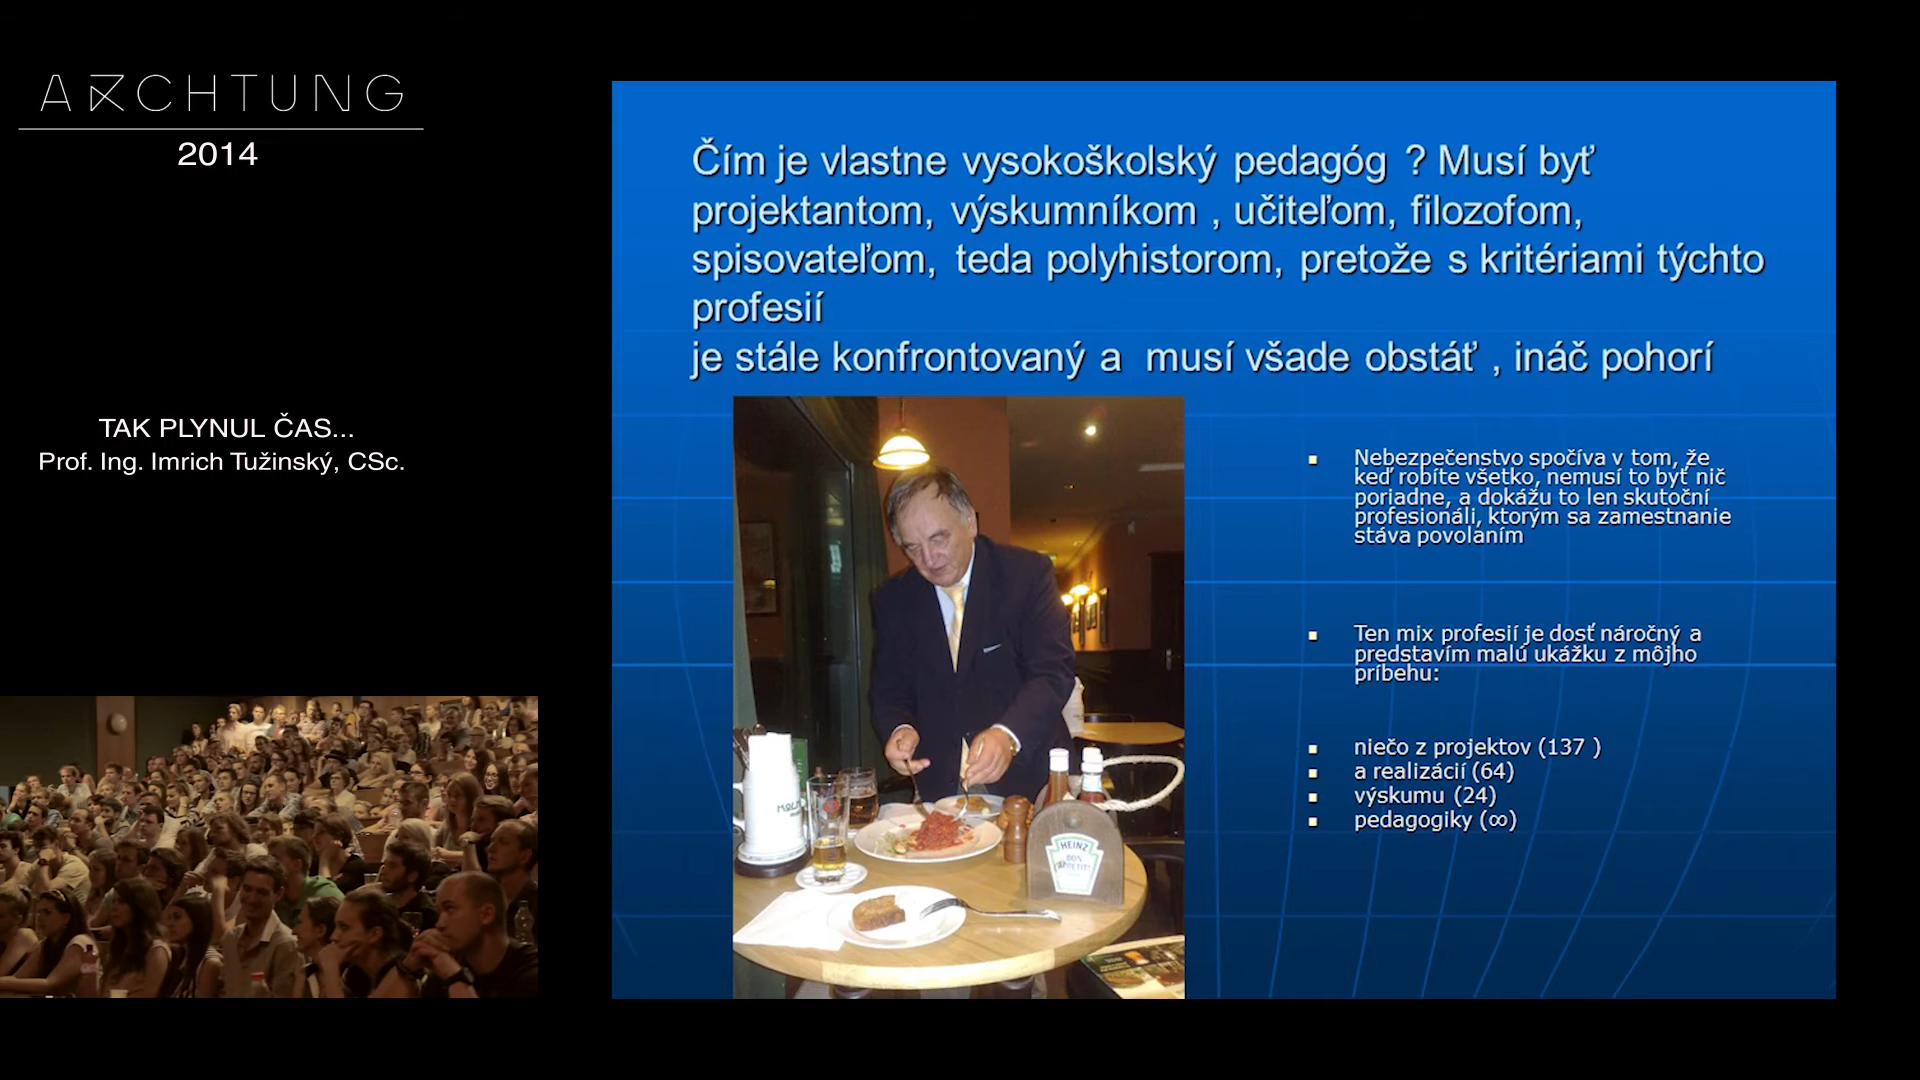 ARCHTUNG
2014
TAK PLYNUL ČAS...
Prof. Ing. Imrich Tužinský, CSc.
Čím je vlastne vysokoškolský pedagóg ? Musí byť
projektantom, výskumníkom , učiteľom, filozofom,
spisovateľom, teda polyhistorom, pretože s kritériami týchto
profesií
je stále konfrontovaný a musí všade obstáť , ináč pohorí
▪ Nebezpečenstvo spočíva v tom, že
keď robíte všetko, nemusí to byť nič
poriadne, a dokážu to len skutoční
profesionáli, ktorým sa zamestnanie
stáva povolaním
▪ Ten mix profesií je dosť náročný a
predstavím malú ukážku z môjho
príbehu:
▪ niečo z projektov (137 )
▪ a realizácií (64)
▪ výskumu (24)
▪ pedagogiky (∞)
HEINZ
BON
APPETIT!